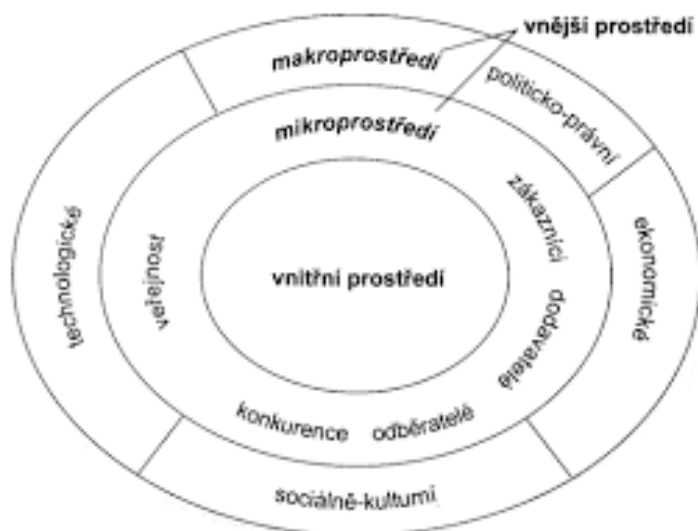 vnější prostředí
makroprostředí
politicko-právní
mikroprostředí
zákazníci
ekonomické
technologické
veřejnost
vnitřní prostředí
dodavatelé
konkurence odběratelé
sociálně-kulturní